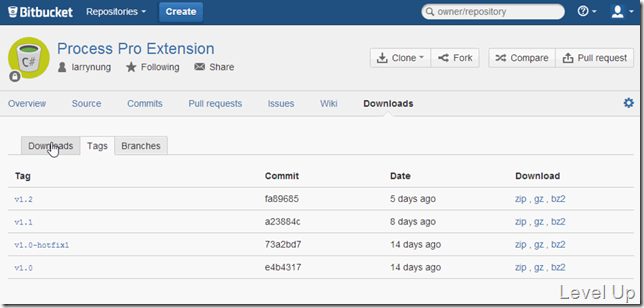 Bitbucket Repositories Create owner/repository
C#
Process Pro Extension
larrynung Following Share
Clone Fork Compare Pull request
Overview Source Commits Pull requests Issues Wiki Downloads
Downloads Tags Branches
Tag Commit Date Download
v1.2 fa89685 5 days ago zip , gz , bz2
v1.1 a23884c 8 days ago zip , gz , bz2
v1.0-hotfix1 73a2bd7 14 days ago zip , gz , bz2
v1.0 e4b4317 14 days ago zip , gz , bz2
Level Up